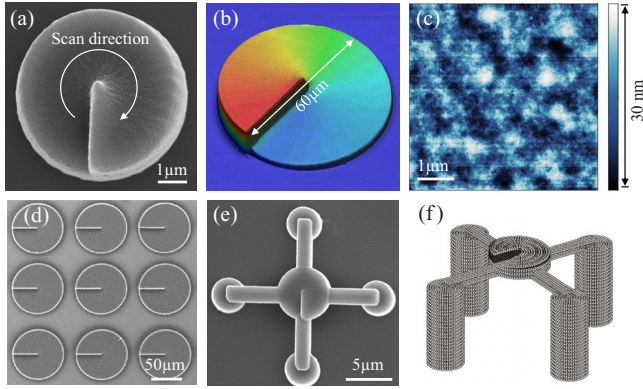 (a)
Scan direction
1μm
(b)
60μm
(c)
1μm
30 nm
(d)
50μm
(e)
5μm
(f)